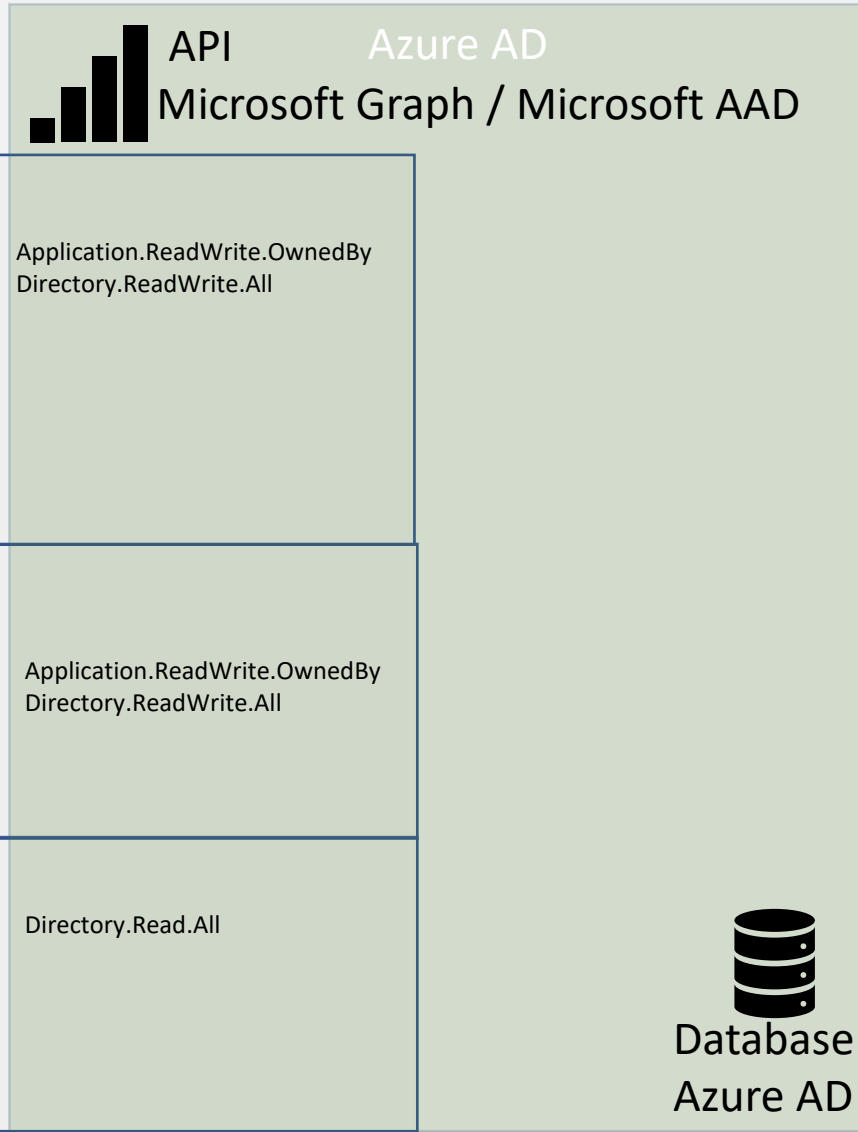 API Azure AD
Microsoft Graph / Microsoft AAD
Application.ReadWrite.OwnedBy
Directory.ReadWrite.All
Application.ReadWrite.OwnedBy
Directory.ReadWrite.All
Directory.Read.All
Database
Azure AD